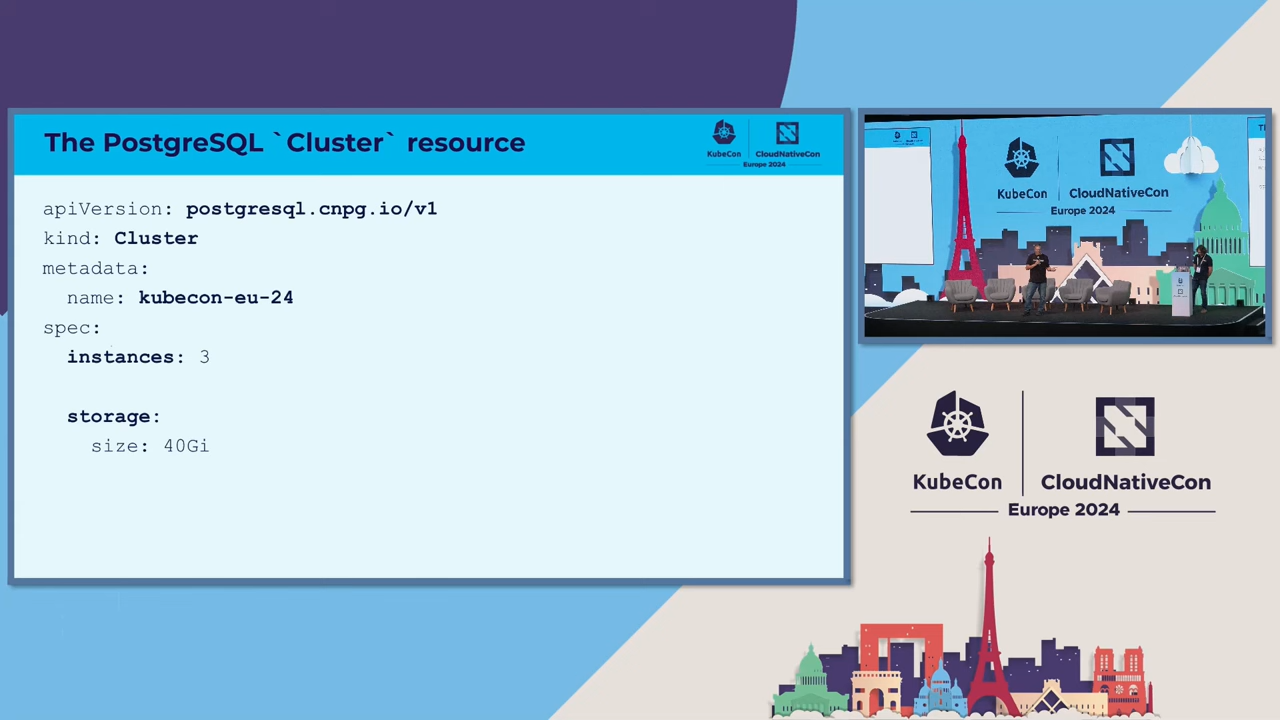 The PostgreSQL `Cluster` resource
KubeCon
CloudNativeCon
Europe 2024
apiVersion: postgresql.cnpg.io/v1
kind: Cluster
metadata:
  name: kubecon-eu-24
spec:
  instances: 3
  storage:
    size: 40Gi
KubeCon
CloudNativeCon
Europe 2024
KubeCon
CloudNativeCon
Europe 2024